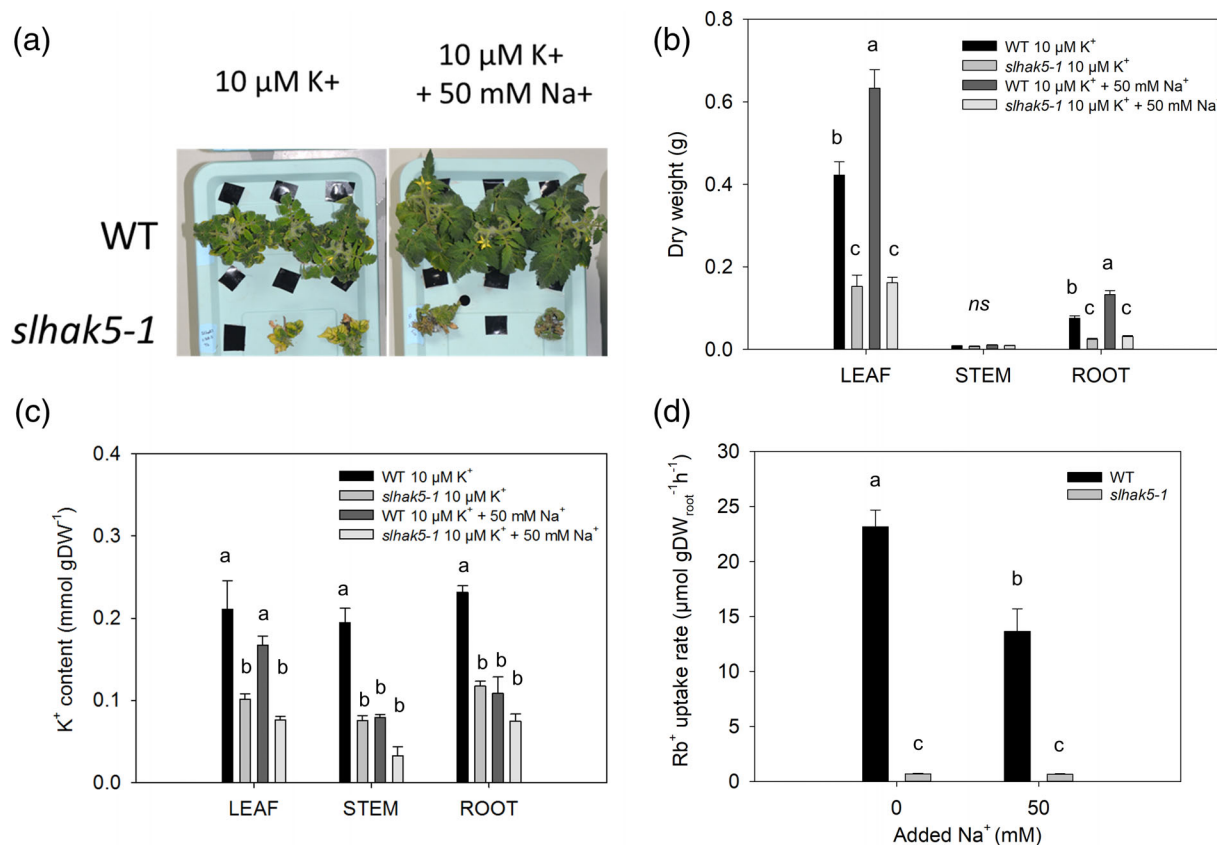 (a)
10 µM K+
10 µM K+
+ 50 mM Na+
WT
slhak5-1
(b)
Dry weight (g)
0.8
0.6
0.4
0.2
0.0
WT 10 µM K⁺
slhak5-1 10 µM K⁺
WT 10 µM K⁺ + 50 mM Na⁺
slhak5-1 10 µM K⁺ + 50 mM Na
b
c
a
c
ns
b
c
a
c
LEAF STEM ROOT
(c)
K⁺ content (mmol gDW⁻¹)
0.4
0.3
0.2
0.1
0.0
WT 10 µM K⁺
slhak5-1 10 µM K⁺
WT 10 µM K⁺ + 50 mM Na⁺
slhak5-1 10 µM K⁺ + 50 mM Na⁺
a
b
a
b
a
b
b
b
a
b
b
b
LEAF STEM ROOT
(d)
Rb⁺ uptake rate (µmol gDWroot⁻¹h⁻¹)
30
25
20
15
10
5
0
WT
slhak5-1
a
c
b
c
0 50
Added Na⁺ (mM)